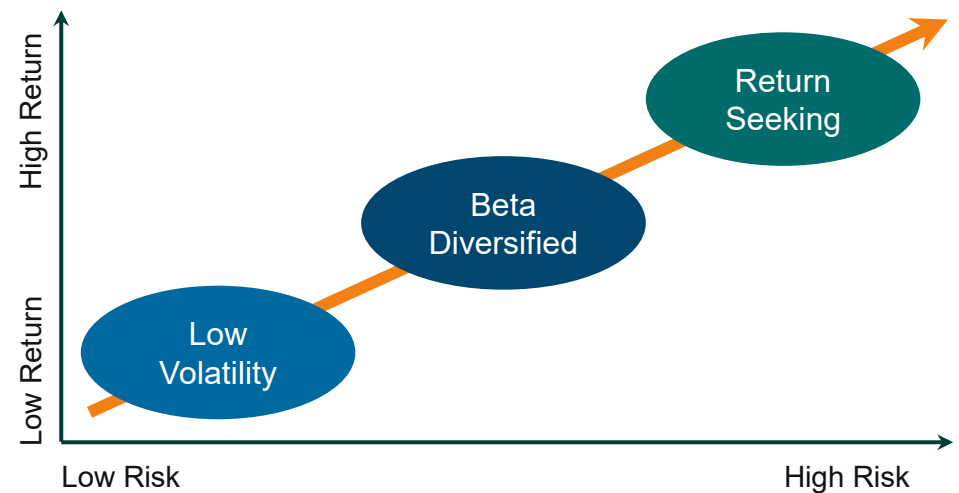 High Return
Return
Seeking
Beta
Diversified
Low Return
Low
Volatility
Low Risk
High Risk